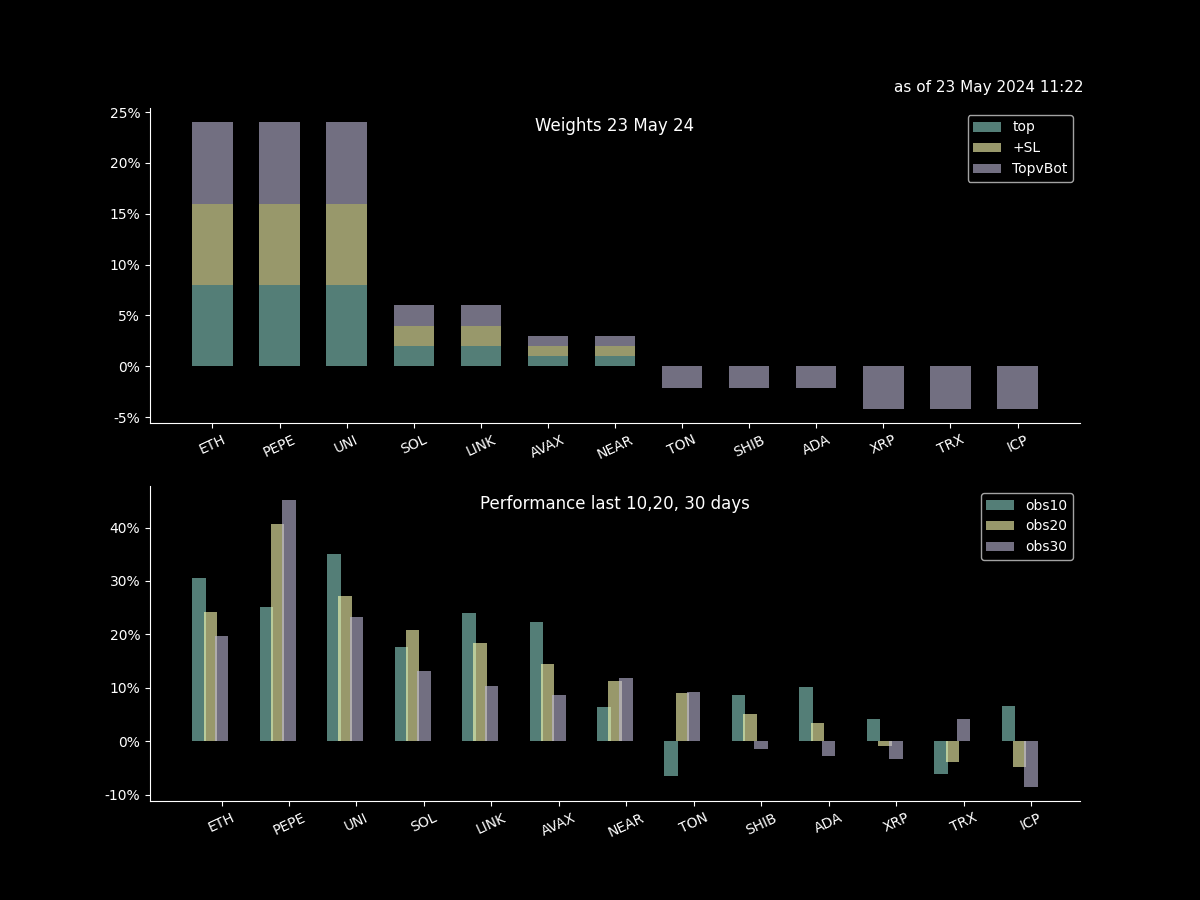 as of 23 May 2024 11:22
Weights 23 May 24
25%
20%
15%
10%
5%
0%
-5%
top
+SL
TopvBot
ETH PEPE UNI SOL LINK AVAX NEAR TON SHIB ADA XRP TRX ICP
Performance last 10,20, 30 days
40%
30%
20%
10%
0%
-10%
obs10
obs20
obs30
ETH PEPE UNI SOL LINK AVAX NEAR TON SHIB ADA XRP TRX ICP